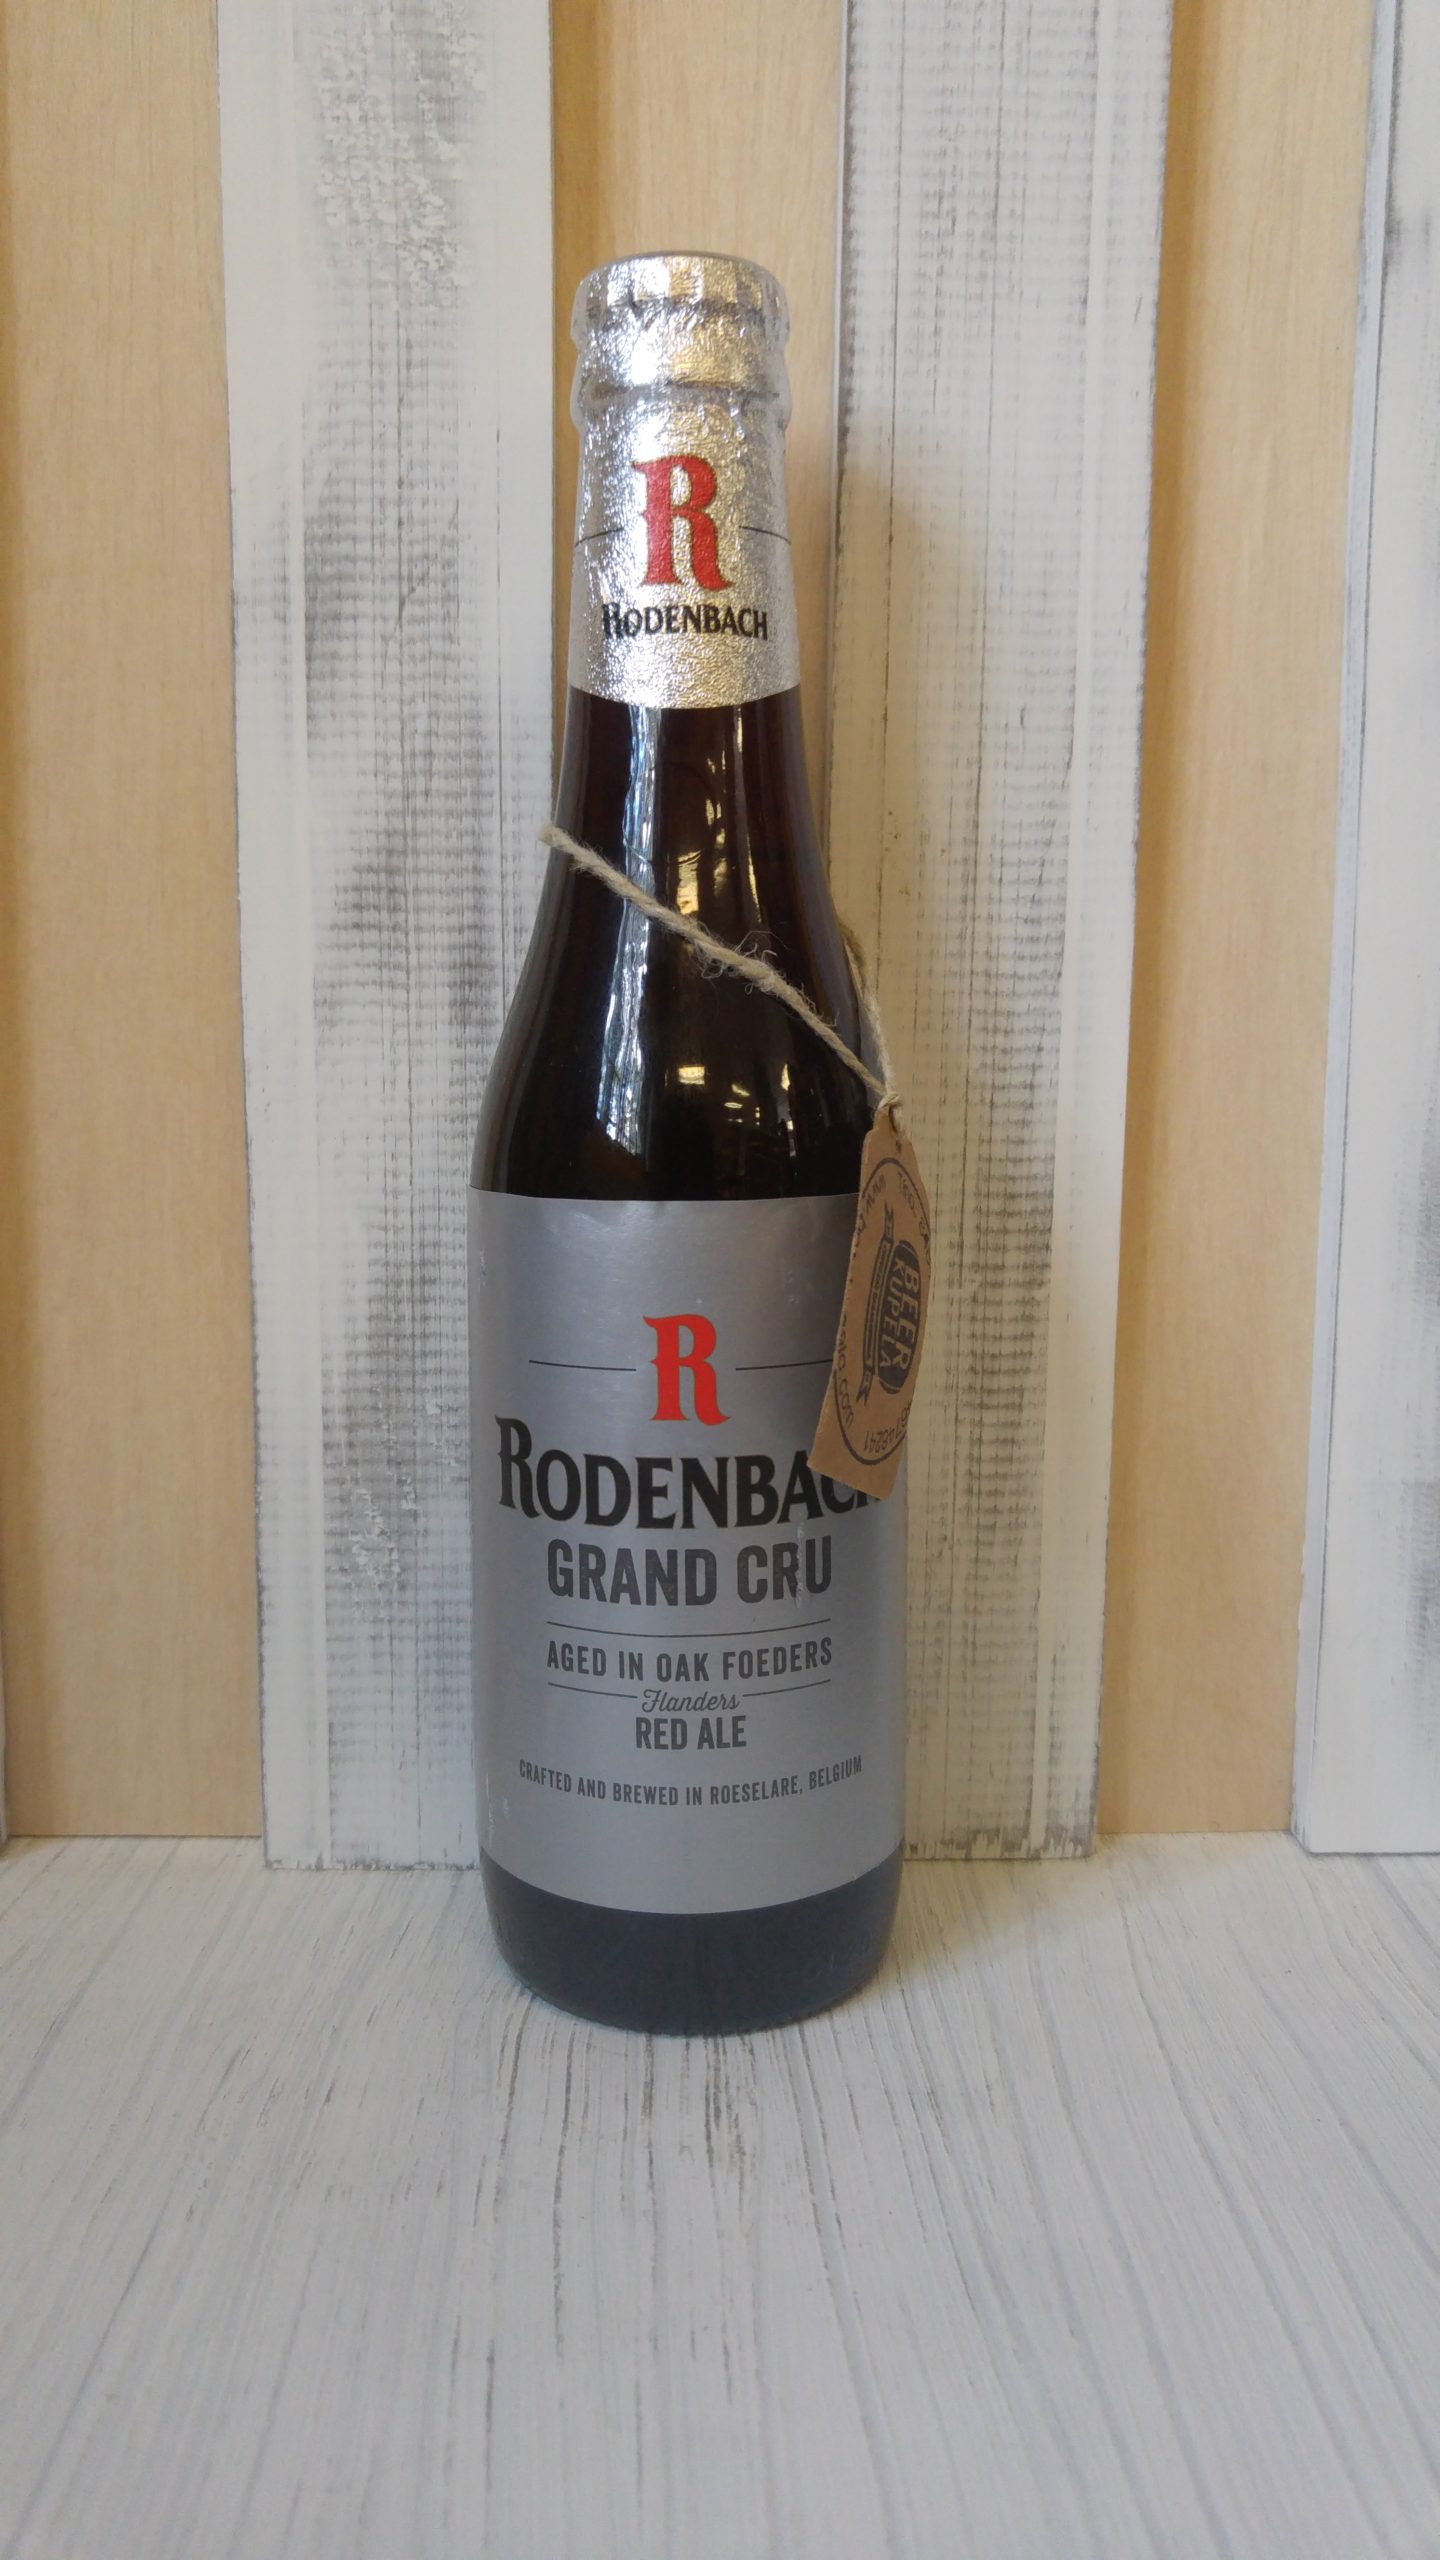 R
RODENBACH
R
RODENBACH
GRAND CRU
AGED IN OAK FOEDERS
Flanders
RED ALE
CRAFTED AND BREWED IN ROESELARE, BELGIUM
BEER
KUPELA